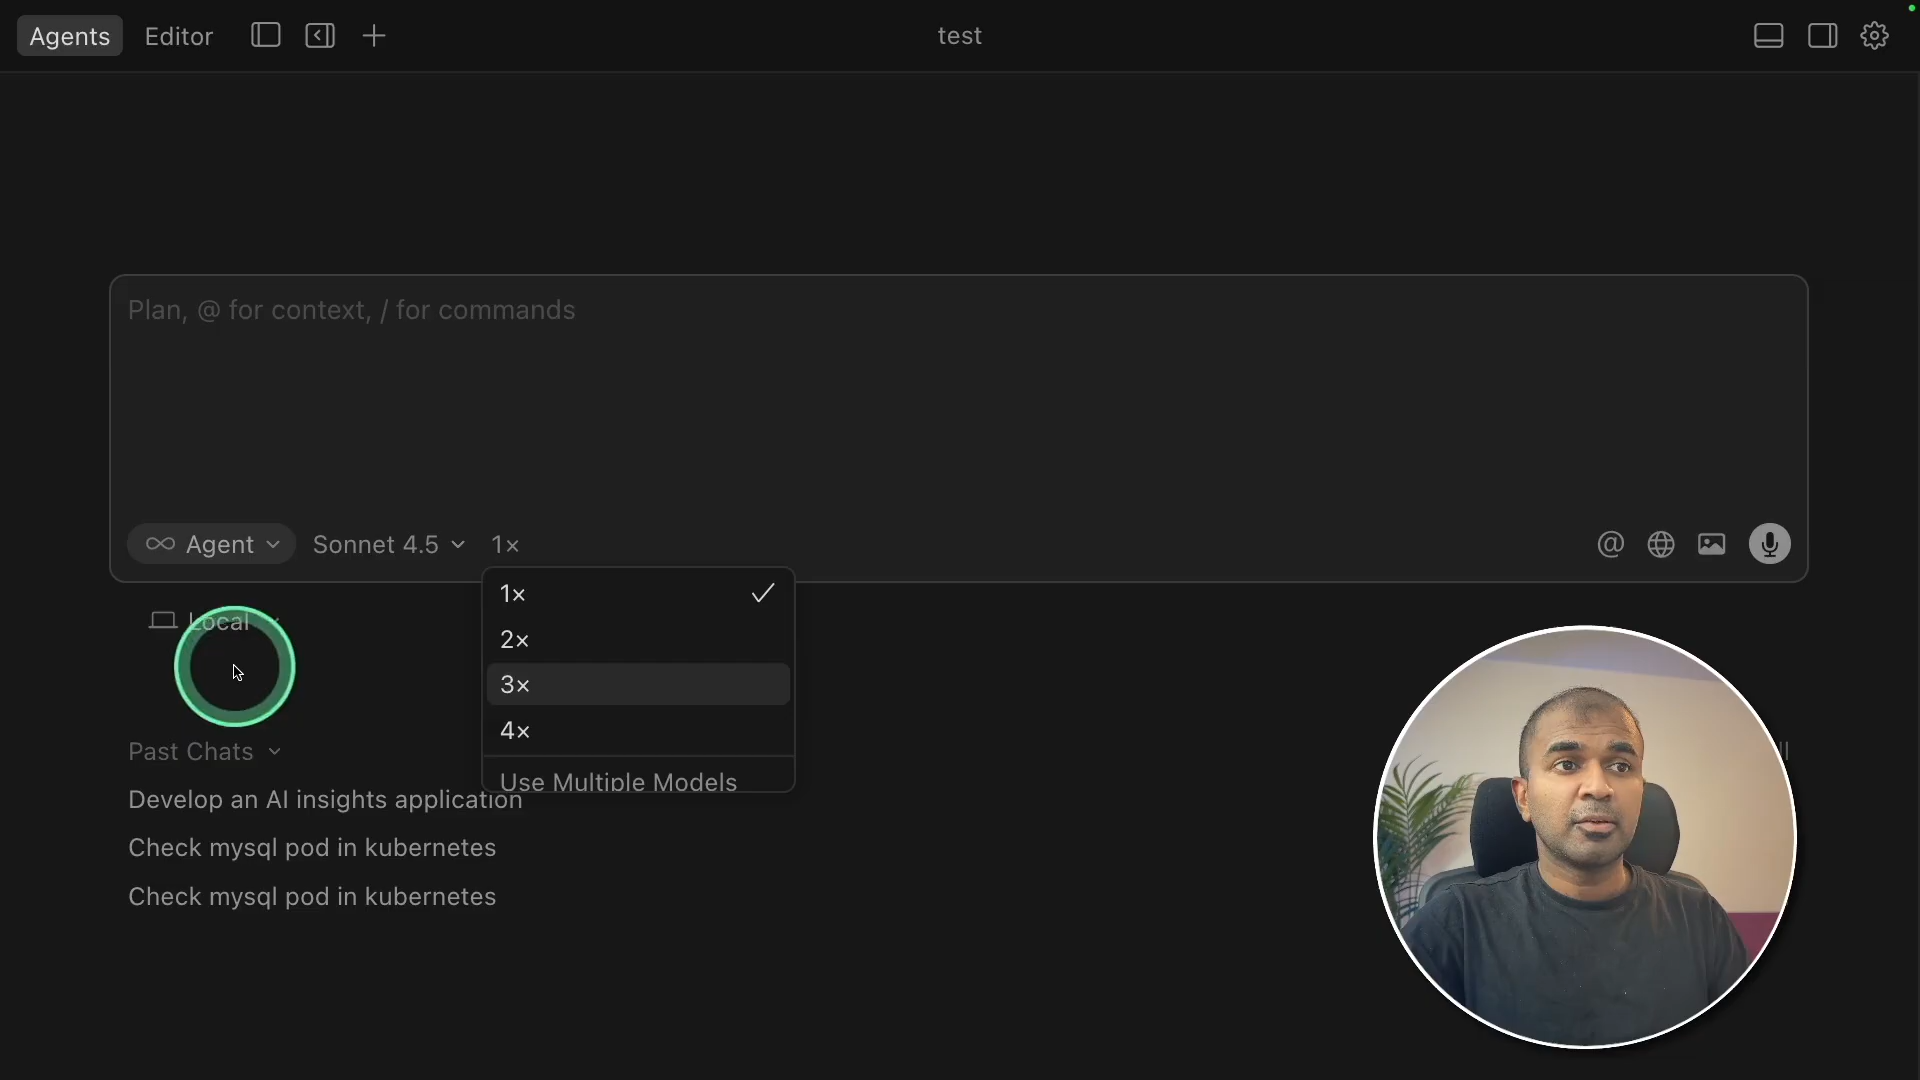 Agents Editor test
Plan, @ for context, / for commands
Agent Sonnet 4.5 1×
1×
Local
2×
3×
4×
Past Chats
Use Multiple Models
Develop an AI insights application
Check mysql pod in kubernetes
Check mysql pod in kubernetes